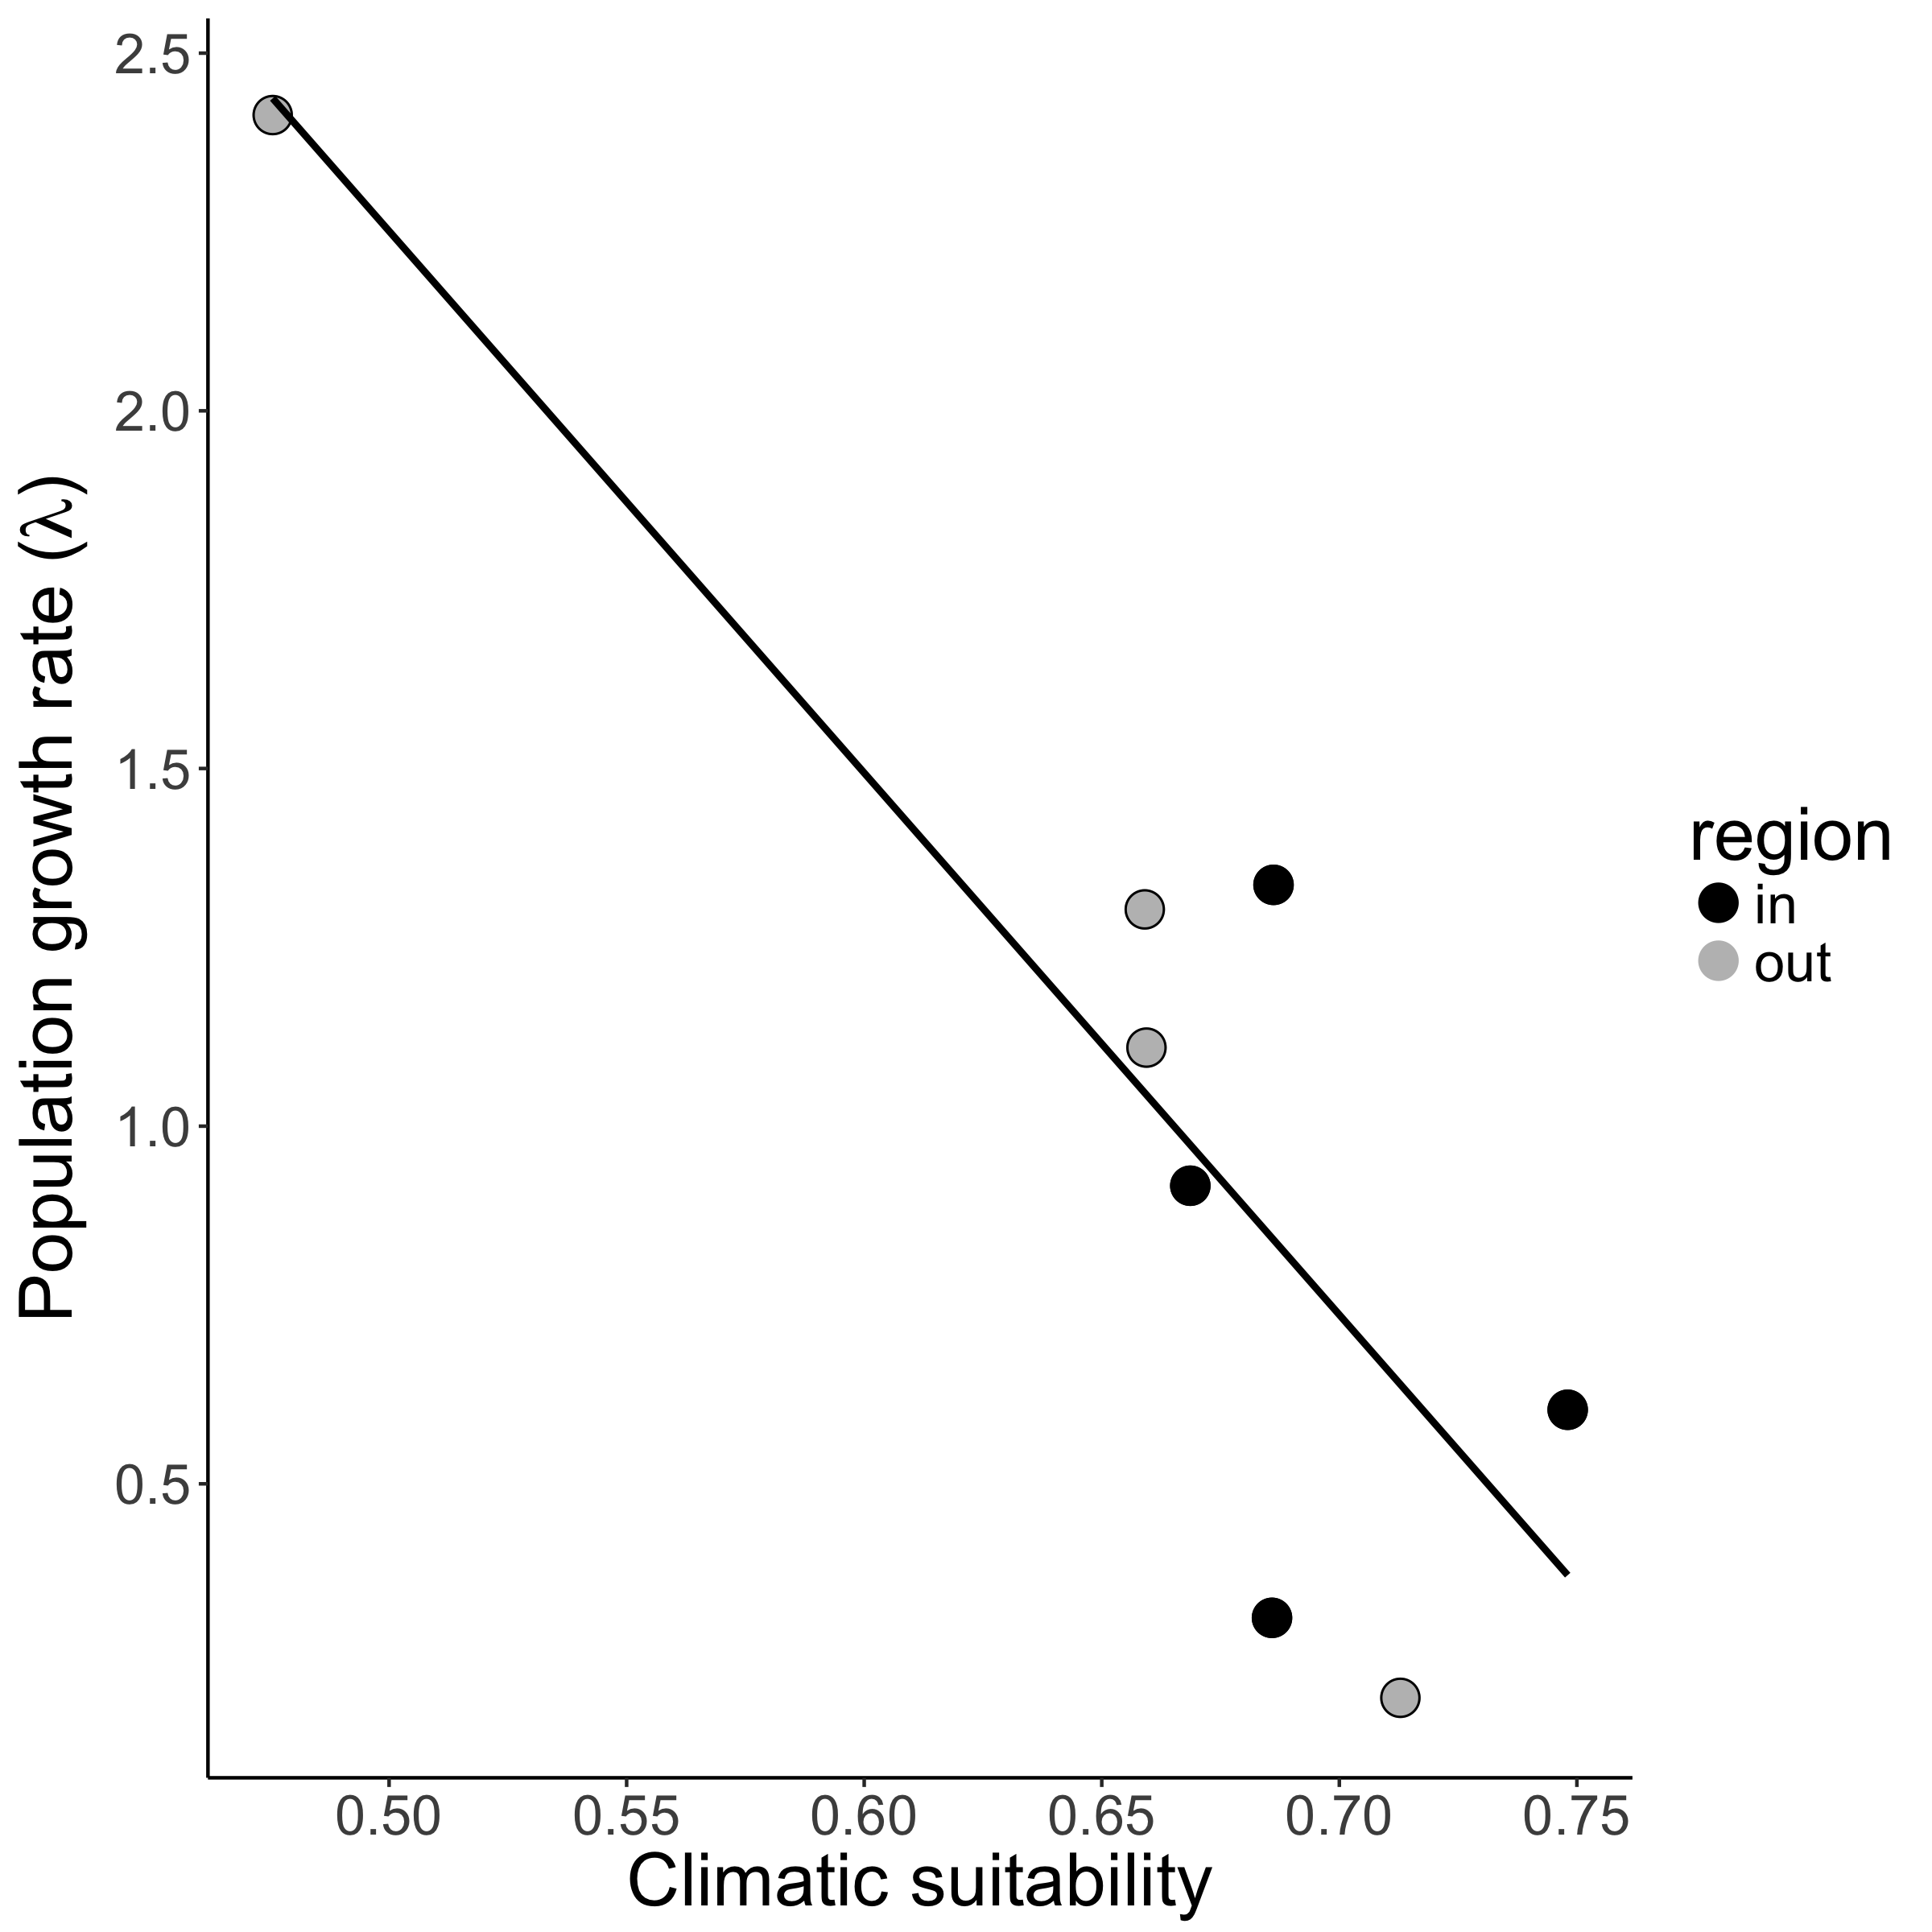 2.5
2.0
1.5
1.0
0.5
Population growth rate (λ)
0.50 0.55 0.60 0.65 0.70 0.75
Climatic suitability
region
in
out